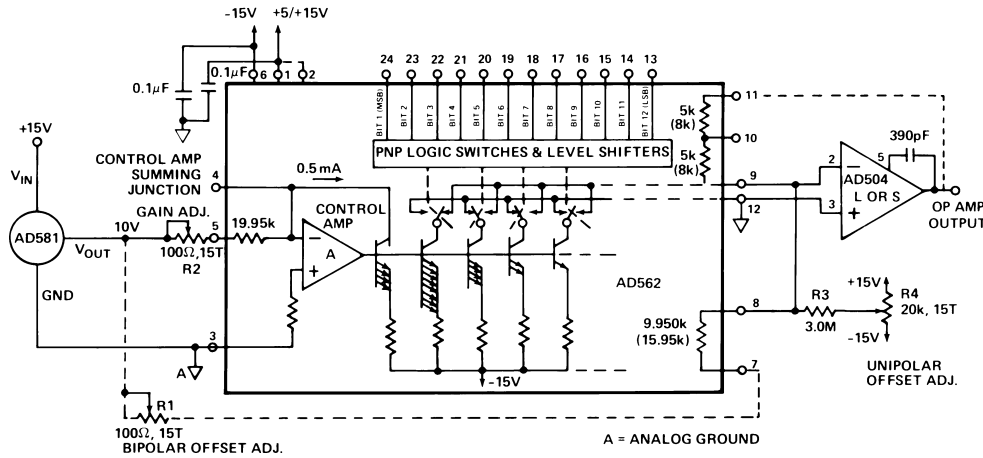 -15V
+5/+15V
0.1μF
0.1μF
6
1
2
24
23
22
21
20
19
18
17
16
15
14
13
BIT 1 (MSB)
BIT 2
BIT 3
BIT 4
BIT 5
BIT 6
BIT 7
BIT 8
BIT 9
BIT 10
BIT 11
BIT 12 (LSB)
PNP LOGIC SWITCHES & LEVEL SHIFTERS
5k
(8k)
11
10
5k
(8k)
9
12
390pF
2
5
AD504
L OR S
3
OP AMP
OUTPUT
+15V
VIN
AD581
VOUT
GND
10V
CONTROL AMP
SUMMING
JUNCTION
4
0.5mA
GAIN ADJ.
5
19.95k
100Ω, 15T
R2
CONTROL
AMP
A
AD562
3
A
-15V
9.950k
(15.95k)
8
7
R3
3.0M
+15V
R4
20k, 15T
-15V
UNIPOLAR
OFFSET ADJ.
R1
100Ω, 15T
BIPOLAR OFFSET ADJ.
A = ANALOG GROUND